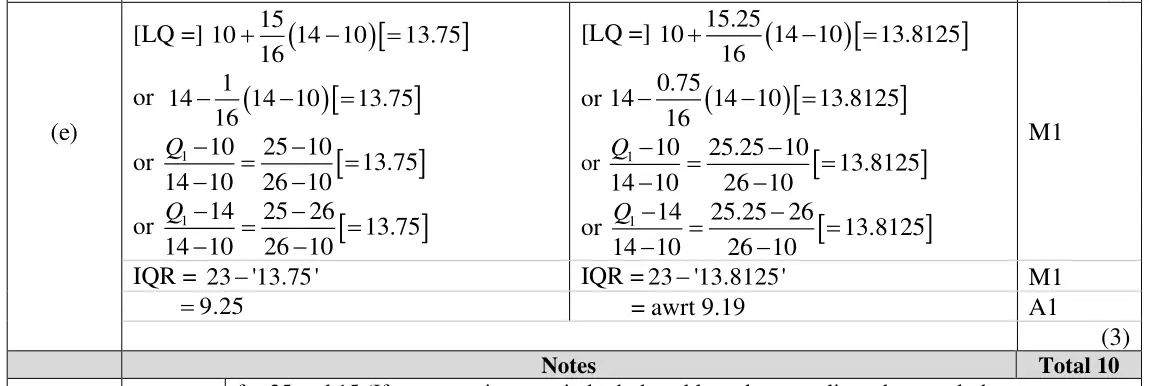 [LQ =] 10 + 15/16 (14 − 10) [= 13.75]
[LQ =] 10 + 15.25/16 (14 − 10) [= 13.8125]
or 14 − 1/16 (14 − 10) [= 13.75]
or 14 − 0.75/16 (14 − 10) [= 13.8125]
(e)
M1
or (Q₁ − 10)/(14 − 10) = (25 − 10)/(26 − 10) [= 13.75]
or (Q₁ − 10)/(14 − 10) = (25.25 − 10)/(26 − 10) [= 13.8125]
or (Q₁ − 14)/(14 − 10) = (25 − 26)/(26 − 10) [= 13.75]
or (Q₁ − 14)/(14 − 10) = (25.25 − 26)/(26 − 10) [= 13.8125]
IQR = 23 − '13.75' IQR = 23 − '13.8125' M1
= 9.25 = awrt 9.19 A1
(3)
Notes Total 10